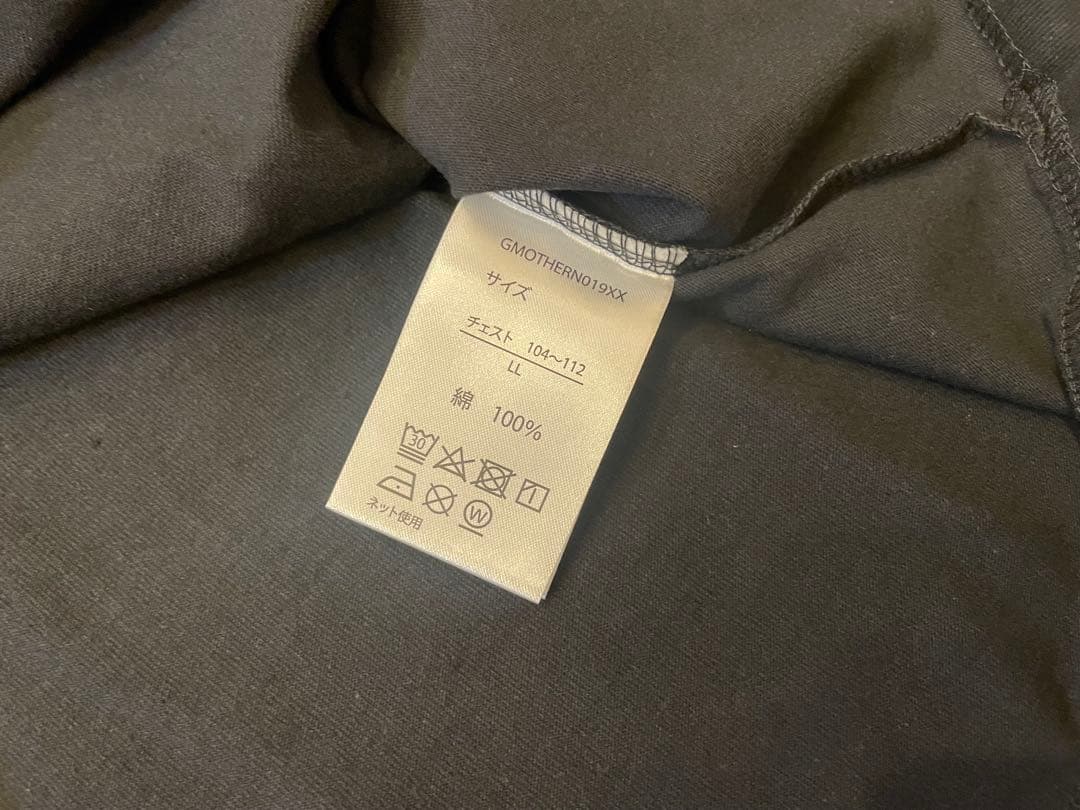 GMOTHERN019XX
サイズ
チェスト 104〜112
LL
綿 100%
30
W
ネット使用